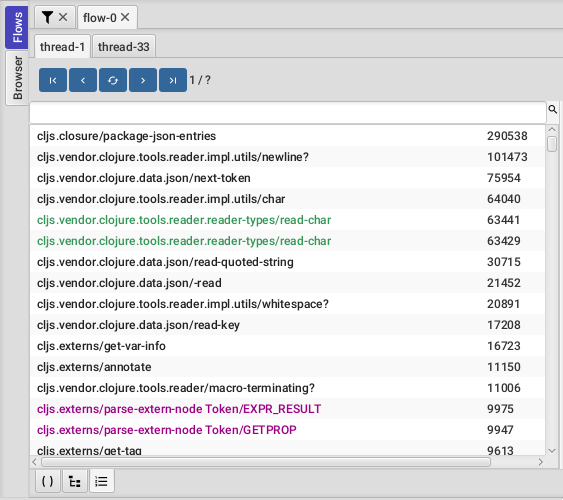 Flows
Browser
flow-0
thread-1 thread-33
1 / ?
cljs.closure/package-json-entries 290538
cljs.vendor.clojure.tools.reader.impl.utils/newline? 101473
cljs.vendor.clojure.data.json/next-token 75954
cljs.vendor.clojure.tools.reader.impl.utils/char 64040
cljs.vendor.clojure.tools.reader.reader-types/read-char 63441
cljs.vendor.clojure.tools.reader.reader-types/read-char 63429
cljs.vendor.clojure.data.json/read-quoted-string 30715
cljs.vendor.clojure.data.json/-read 21452
cljs.vendor.clojure.tools.reader.impl.utils/whitespace? 20891
cljs.vendor.clojure.data.json/read-key 17208
cljs.externs/get-var-info 16723
cljs.externs/annotate 11150
cljs.vendor.clojure.tools.reader/macro-terminating? 11006
cljs.externs/parse-extern-node Token/EXPR_RESULT 9975
cljs.externs/parse-extern-node Token/GETPROP 9947
cljs.externs/get-tag 9613
( )